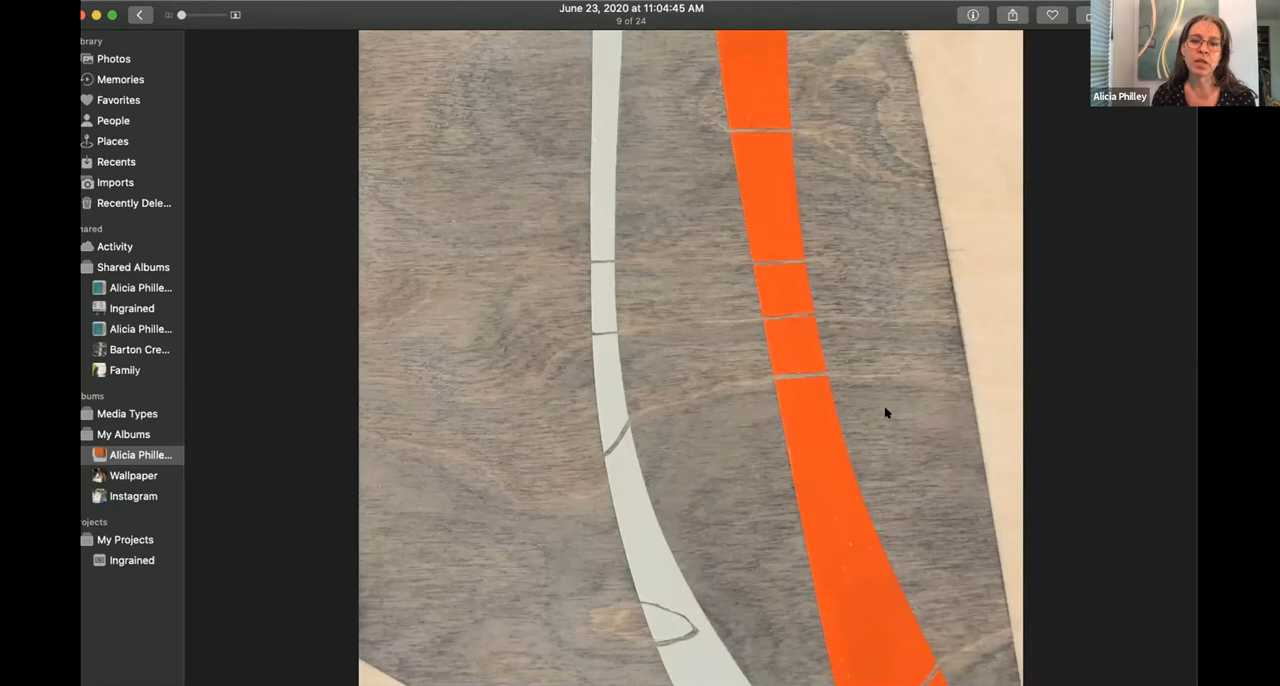 June 23, 2020 at 11:04:45 AM
9 of 24
Alicia Philley
brary
Photos
Memories
Favorites
People
Places
Recents
Imports
Recently Dele...
hared
Activity
Shared Albums
Alicia Phille...
Ingrained
Alicia Phille...
Barton Cre...
Family
bums
Media Types
My Albums
Alicia Phille...
Wallpaper
Instagram
rojects
My Projects
Ingrained